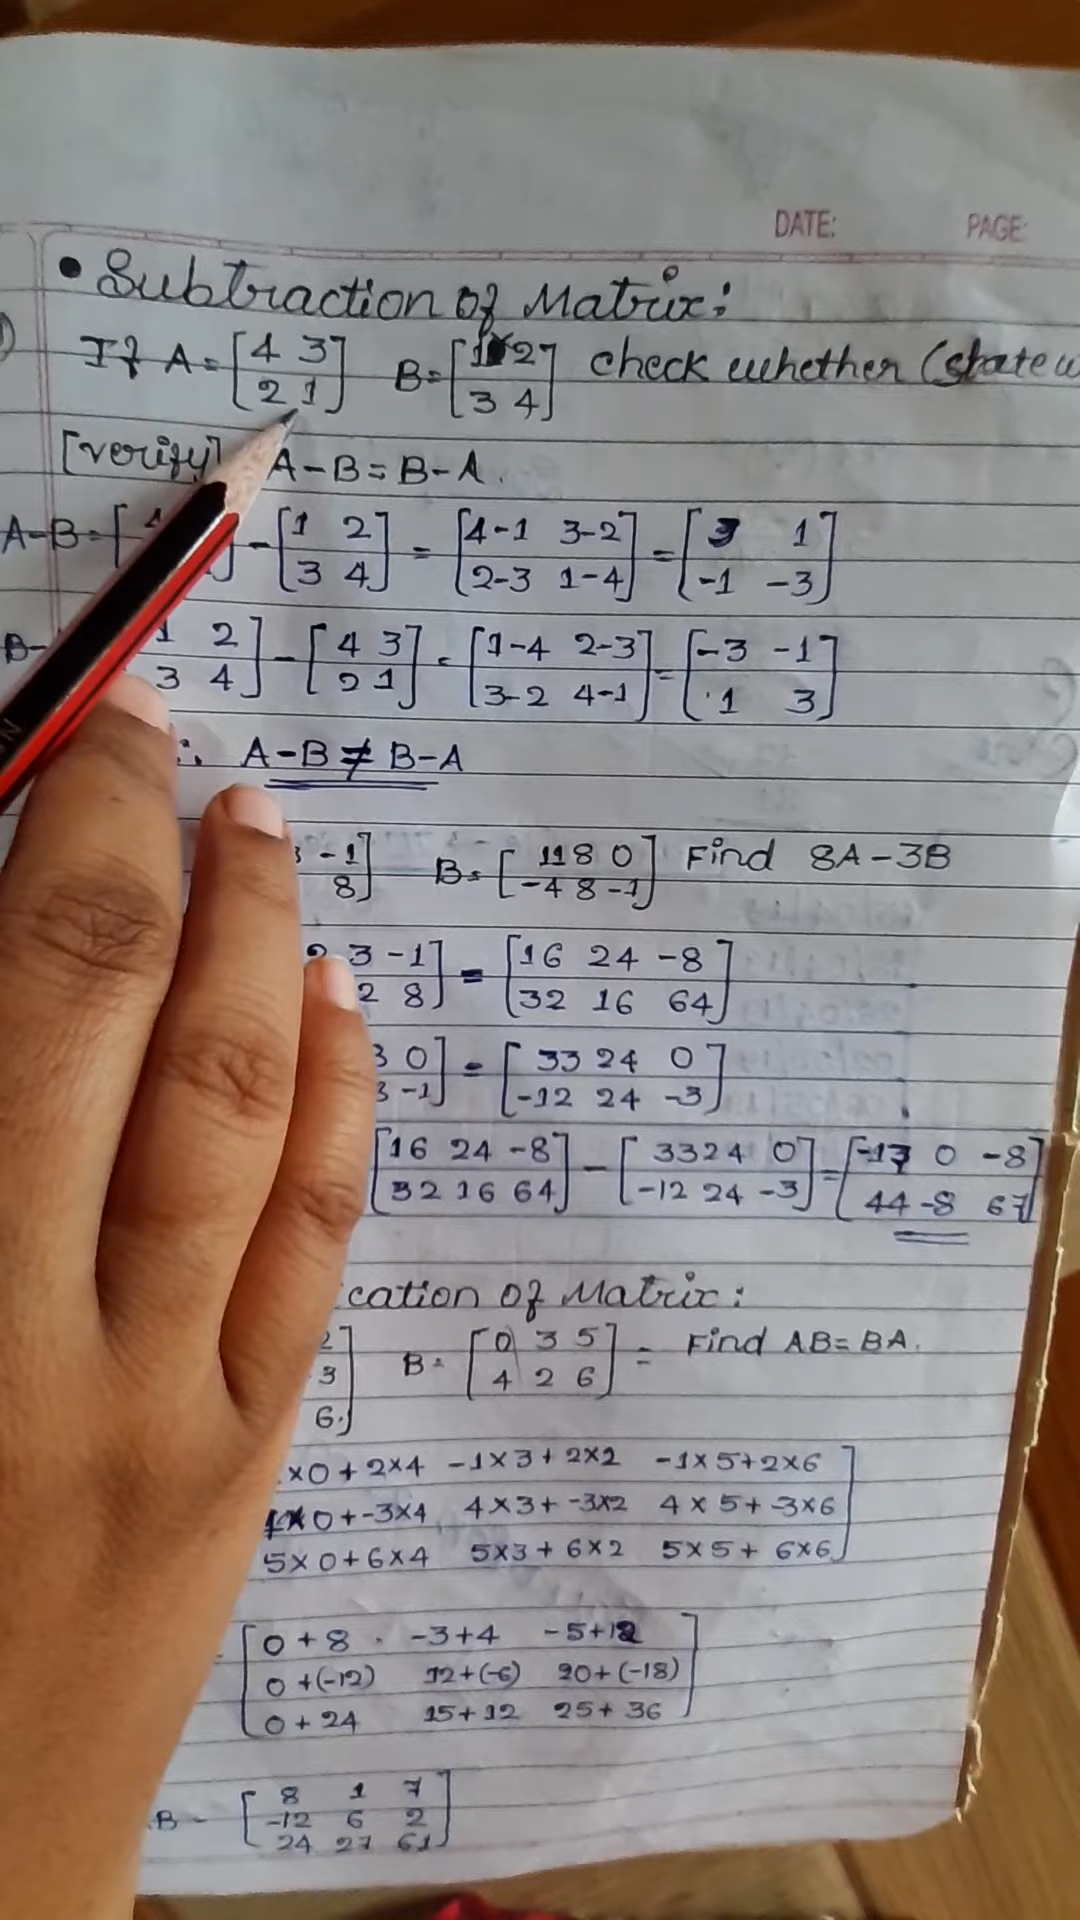 DATE: PAGE:
• Subtraction of Matrix:
If A = [4 3] B = [1 2] check whether (state
[2 1] [3 4]
[verify] A-B = B-A.
A-B = [1 2] = [4-1 3-2] = [3 1]
- [3 4] [2-3 1-4] [-1 -3]
B- 1 2] - [4 3] = [1-4 2-3] = [-3 -1]
3 4] [2 1] [3-2 4-1] [1 3]
∴ A-B ≠ B-A
-1] B = [11 8 0] Find 8A-3B
8] [-4 8 -1]
2 3 -1] = [16 24 -8]
2 8] [32 16 64]
0] = [33 24 0]
-1] [-12 24 -3]
[16 24 -8] - [33 24 0] = [-17 0 -8]
[32 16 64] [-12 24 -3] [44 -8 67]
cation of Matrix:
2] B = [0 3 5] = Find AB = BA.
3 [4 2 6]
6.]
×0+2×4 -1×3+2×2 -1×5+2×6
×0+-3×4 4×3+-3×2 4×5+-3×6
5×0+6×4 5×3+6×2 5×5+6×6
[0+8 -3+4 -5+12]
0+(-12) 12+(-6) 20+(-18)
0+24 15+12 25+36
B = [8 1 7]
-12 6 2
24 27 61